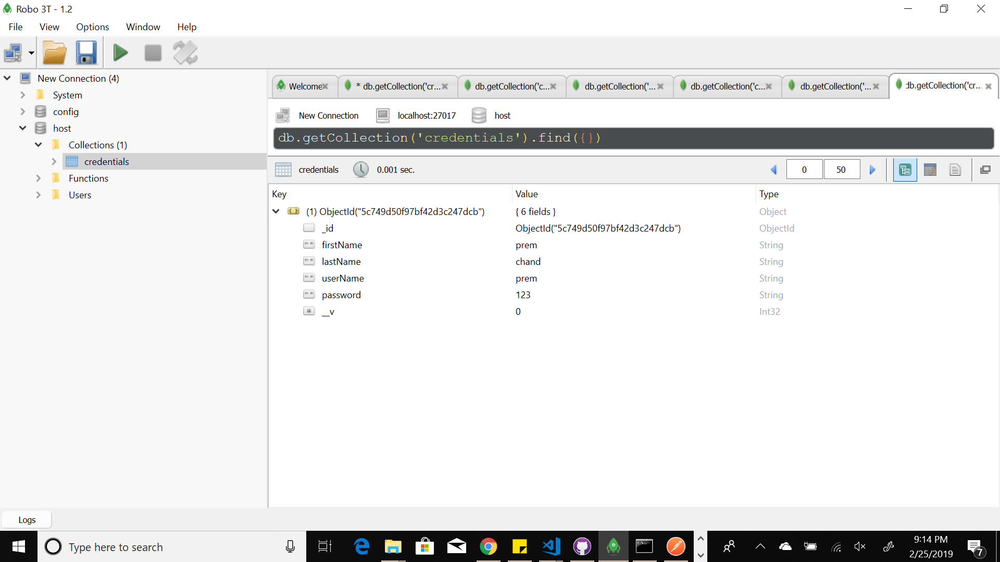 Robo 3T - 1.2
File View Options Window Help
New Connection (4)
System
config
host
Collections (1)
credentials
Functions
Users
Welcome
* db.getCollection('cr...
db.getCollection('c...
db.getCollection('...
db.getCollection('c...
db.getCollection('...
db.getCollection('cr...
New Connection localhost:27017 host
db.getCollection('credentials').find({})
credentials 0.001 sec. 0 50
Key Value Type
(1) ObjectId("5c749d50f97bf42d3c247dcb") { 6 fields } Object
_id ObjectId("5c749d50f97bf42d3c247dcb") ObjectId
firstName prem String
lastName chand String
userName prem String
password 123 String
__v 0 Int32
Logs
Type here to search
9:14 PM
2/25/2019
7